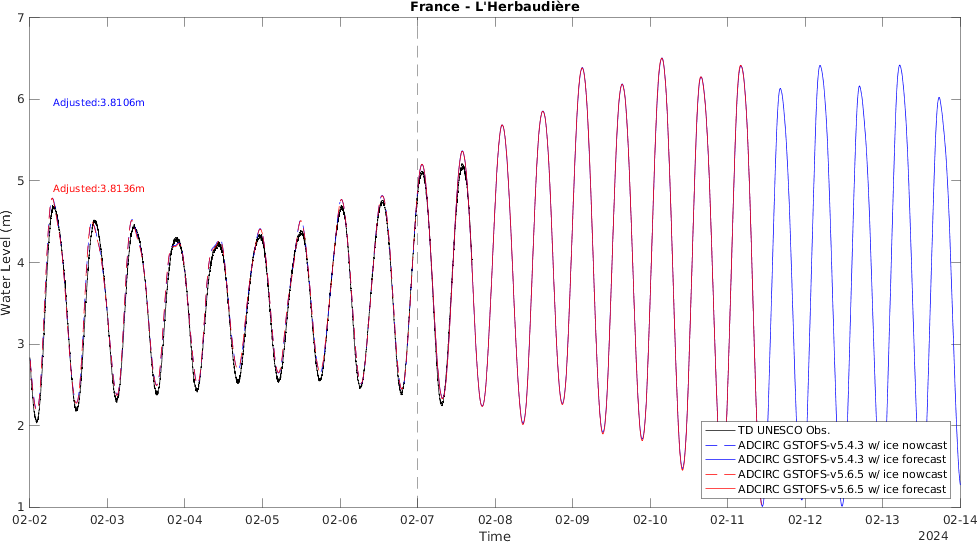 France - L'Herbaudière
7
6
5
4
3
2
1
Water Level (m)
Adjusted:3.8106m
Adjusted:3.8136m
TD UNESCO Obs.
ADCIRC GSTOFS-v5.4.3 w/ ice nowcast
ADCIRC GSTOFS-v5.4.3 w/ ice forecast
ADCIRC GSTOFS-v5.6.5 w/ ice nowcast
ADCIRC GSTOFS-v5.6.5 w/ ice forecast
02-02 02-03 02-04 02-05 02-06 02-07 02-08 02-09 02-10 02-11 02-12 02-13 02-14
Time
2024